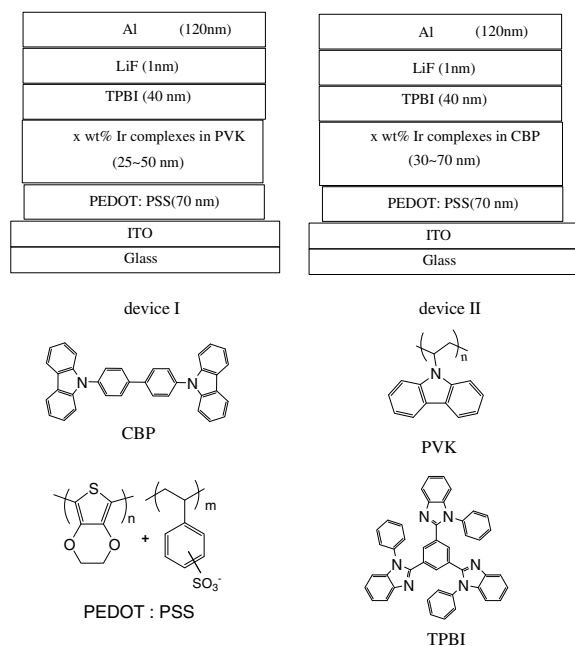 Al (120nm)
LiF (1nm)
TPBI (40 nm)
x wt% Ir complexes in PVK
(25~50 nm)
PEDOT: PSS(70 nm)
ITO
Glass
device I
Al (120nm)
LiF (1nm)
TPBI (40 nm)
x wt% Ir complexes in CBP
(30~70 nm)
PEDOT: PSS(70 nm)
ITO
Glass
device II
N
N
CBP
n
N
PVK
S
n
O
O
+
m
SO3-
PEDOT : PSS
N
N
N
N
N
N
TPBI